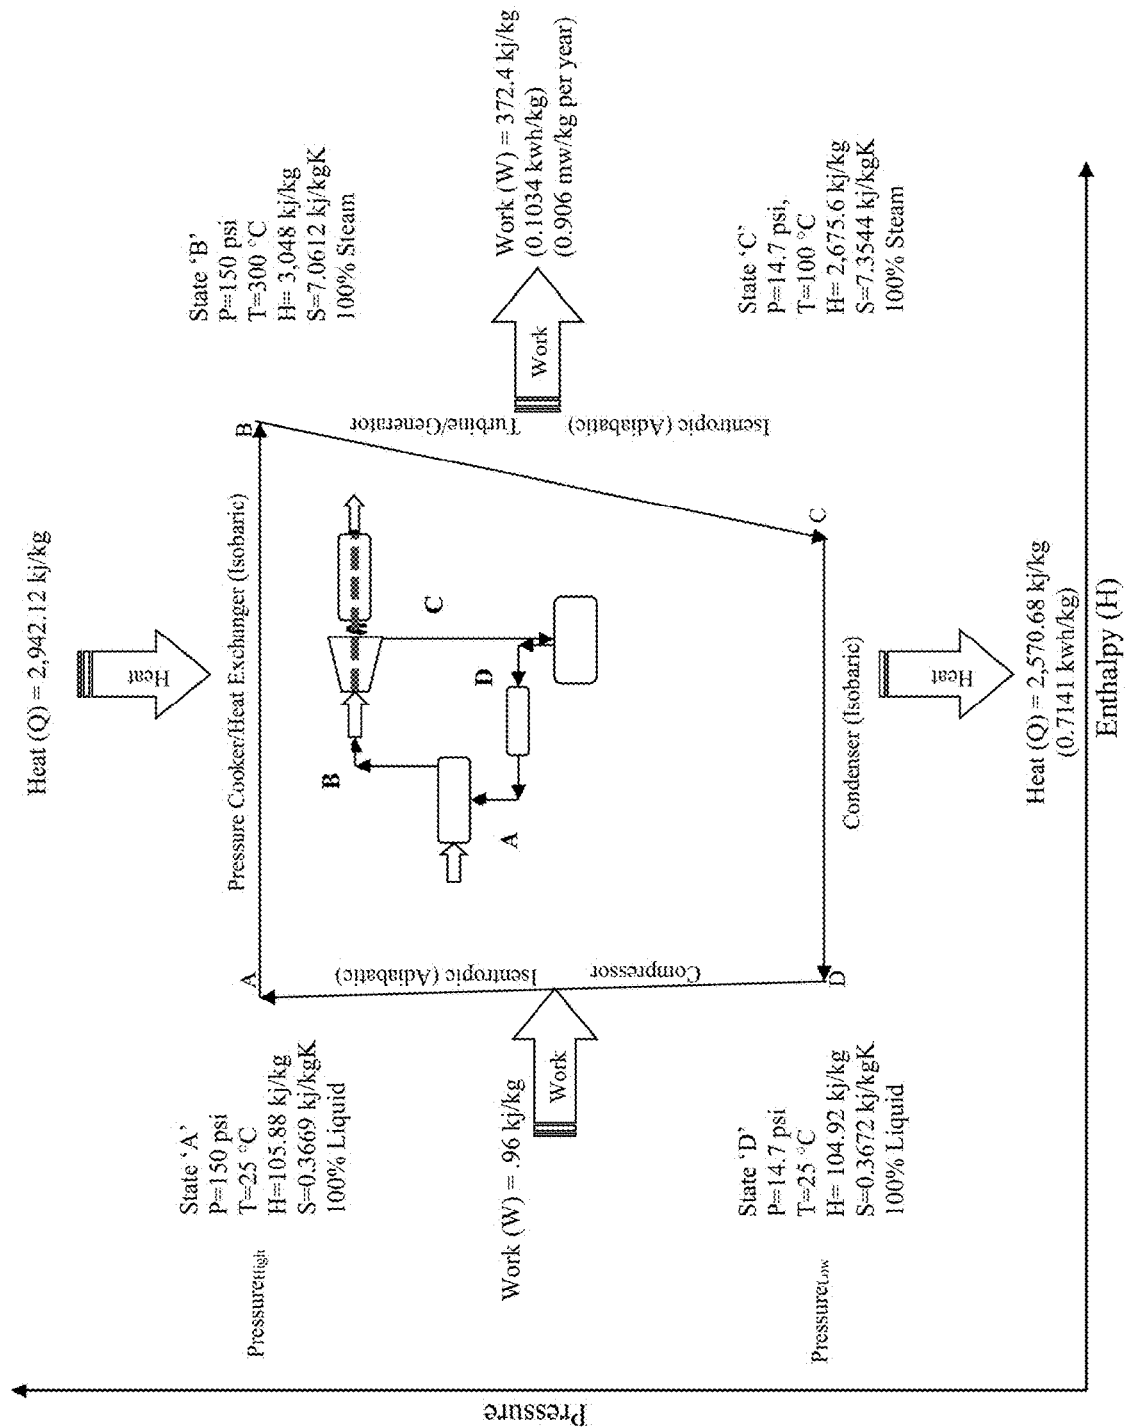 Heat (Q) = 2,942.12 kj/kg
Heat
State ‘A’
P=150 psi
T=25 °C
H=105.88 kj/kg
S=0.3669 kj/kgK
100% Liquid
PressureHigh
A
Pressure Cooker/Heat Exchanger (Isobaric)
B
State ‘B’
P=150 psi
T=300 °C
H= 3,048 kj/kg
S=7.0612 kj/kgK
100% Steam
Work (W) = .96 kj/kg
Work
Isentropic (Adiabatic)
Compressor
B
A
D
C
Turbine/Generator
Isentropic (Adiabatic)
Work
Work (W) = 372.4 kj/kg
(0.1034 kwh/kg)
(0.906 mw/kg per year)
State ‘D’
P=14.7 psi
T=25 °C
H= 104.92 kj/kg
S=0.3672 kj/kgK
100% Liquid
PressureLow
D
Condenser (Isobaric)
C
State ‘C’
P=14.7 psi,
T=100 °C
H= 2,675.6 kj/kg
S=7.3544 kj/kgK
100% Steam
Heat
Heat (Q) = 2,570.68 kj/kg
(0.7141 kwh/kg)
Pressure
Enthalpy (H)